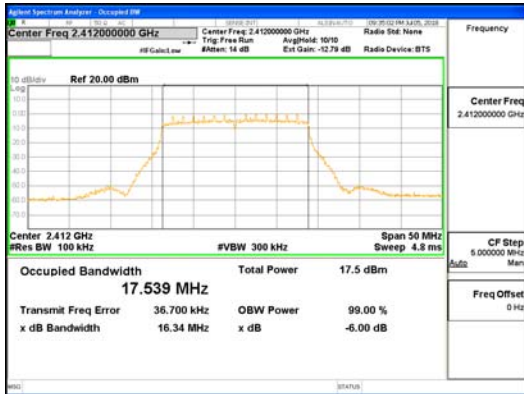 Agilent Spectrum Analyzer - Occupied BW
Center Freq 2.412000000 GHz
Center Freq: 2.412000000 GHz
Trig: Free Run
Avg|Hold: 10/10
#IFGain:Low
#Atten: 14 dB
Ext Gain: -12.79 dB
Radio Std: None
Radio Device: BTS
Frequency
10 dB/div
Ref 20.00 dBm
Log
Center Freq
2.412000000 GHz
Center 2.412 GHz
Span 50 MHz
#Res BW 100 kHz
#VBW 300 kHz
Sweep 4.8 ms
CF Step
5.000000 MHz
Auto Man
Occupied Bandwidth
17.539 MHz
Total Power
17.5 dBm
Freq Offset
0 Hz
Transmit Freq Error
36.700 kHz
OBW Power
99.00 %
x dB Bandwidth
16.34 MHz
x dB
-6.00 dB
MSG
STATUS